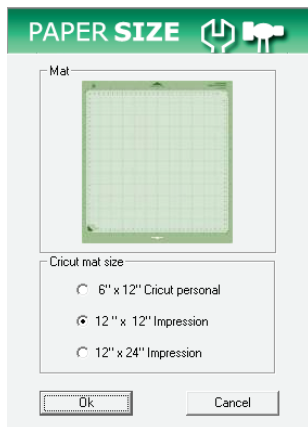 PAPER SIZE
Mat
Cricut mat size
6" x 12" Cricut personal
12 " x 12" Impression
12" x 24" Impression
Ok
Cancel